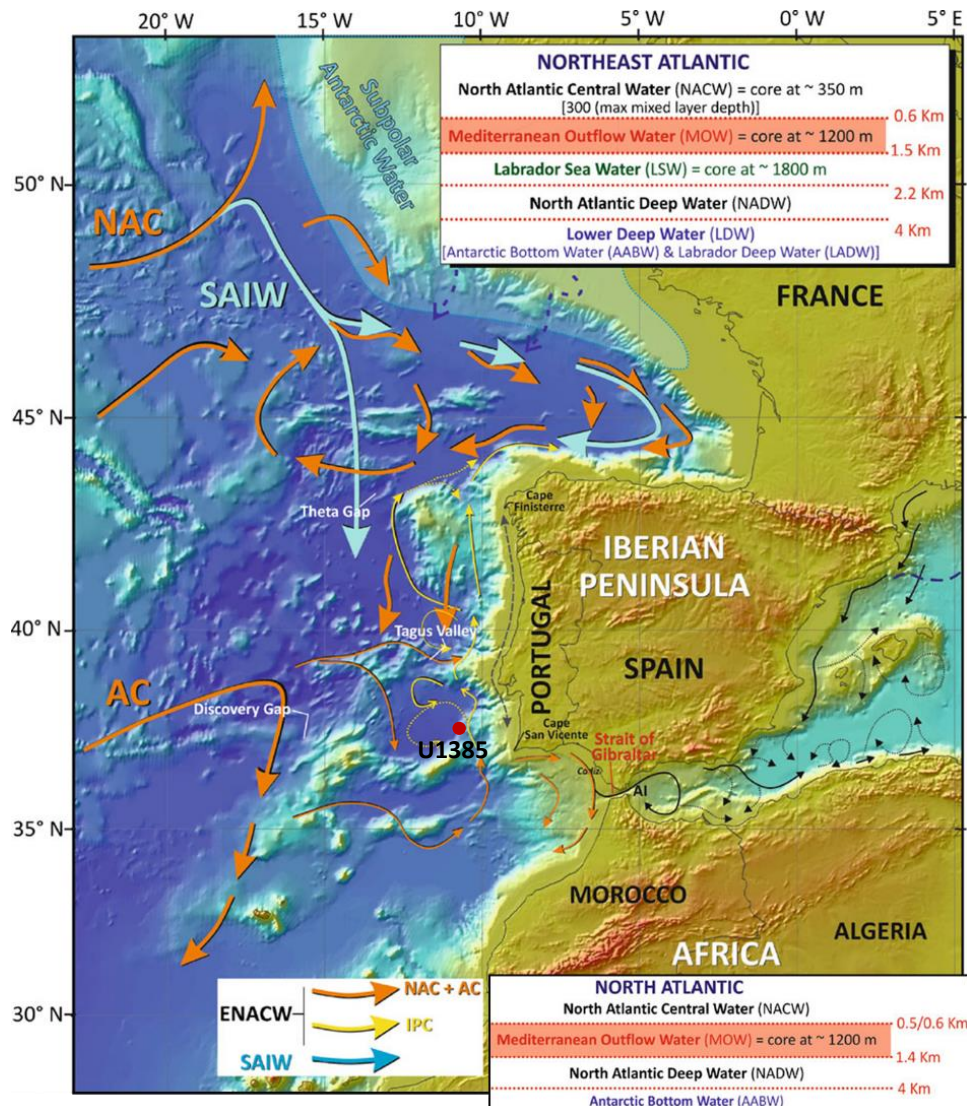 20° W
15° W
10° W
5° W
0° W
5° E
NORTHEAST ATLANTIC
North Atlantic Central Water (NACW) = core at ~ 350 m
[300 (max mixed layer depth)]
0.6 Km
Mediterranean Outflow Water (MOW) = core at ~ 1200 m
1.5 Km
Labrador Sea Water (LSW) = core at ~ 1800 m
2.2 Km
North Atlantic Deep Water (NADW)
4 Km
Lower Deep Water (LDW)
[Antarctic Bottom Water (AABW) & Labrador Deep Water (LADW)]
Subpolar
Antarctic Water
50° N
NAC
SAIW
FRANCE
45° N
Theta Gap
Cape
Finisterre
IBERIAN
PENINSULA
40° N
Tagus Valley
PORTUGAL
SPAIN
AC
Discovery Gap
U1385
Cape
San Vicente
Strait of
Gibraltar
Cadiz
AI
35° N
MOROCCO
ALGERIA
AFRICA
30° N
ENACW
NAC + AC
IPC
SAIW
NORTH ATLANTIC
North Atlantic Central Water (NACW)
0.5/0.6 Km
Mediterranean Outflow Water (MOW) = core at ~ 1200 m
1.4 Km
North Atlantic Deep Water (NADW)
4 Km
Antarctic Bottom Water (AABW)